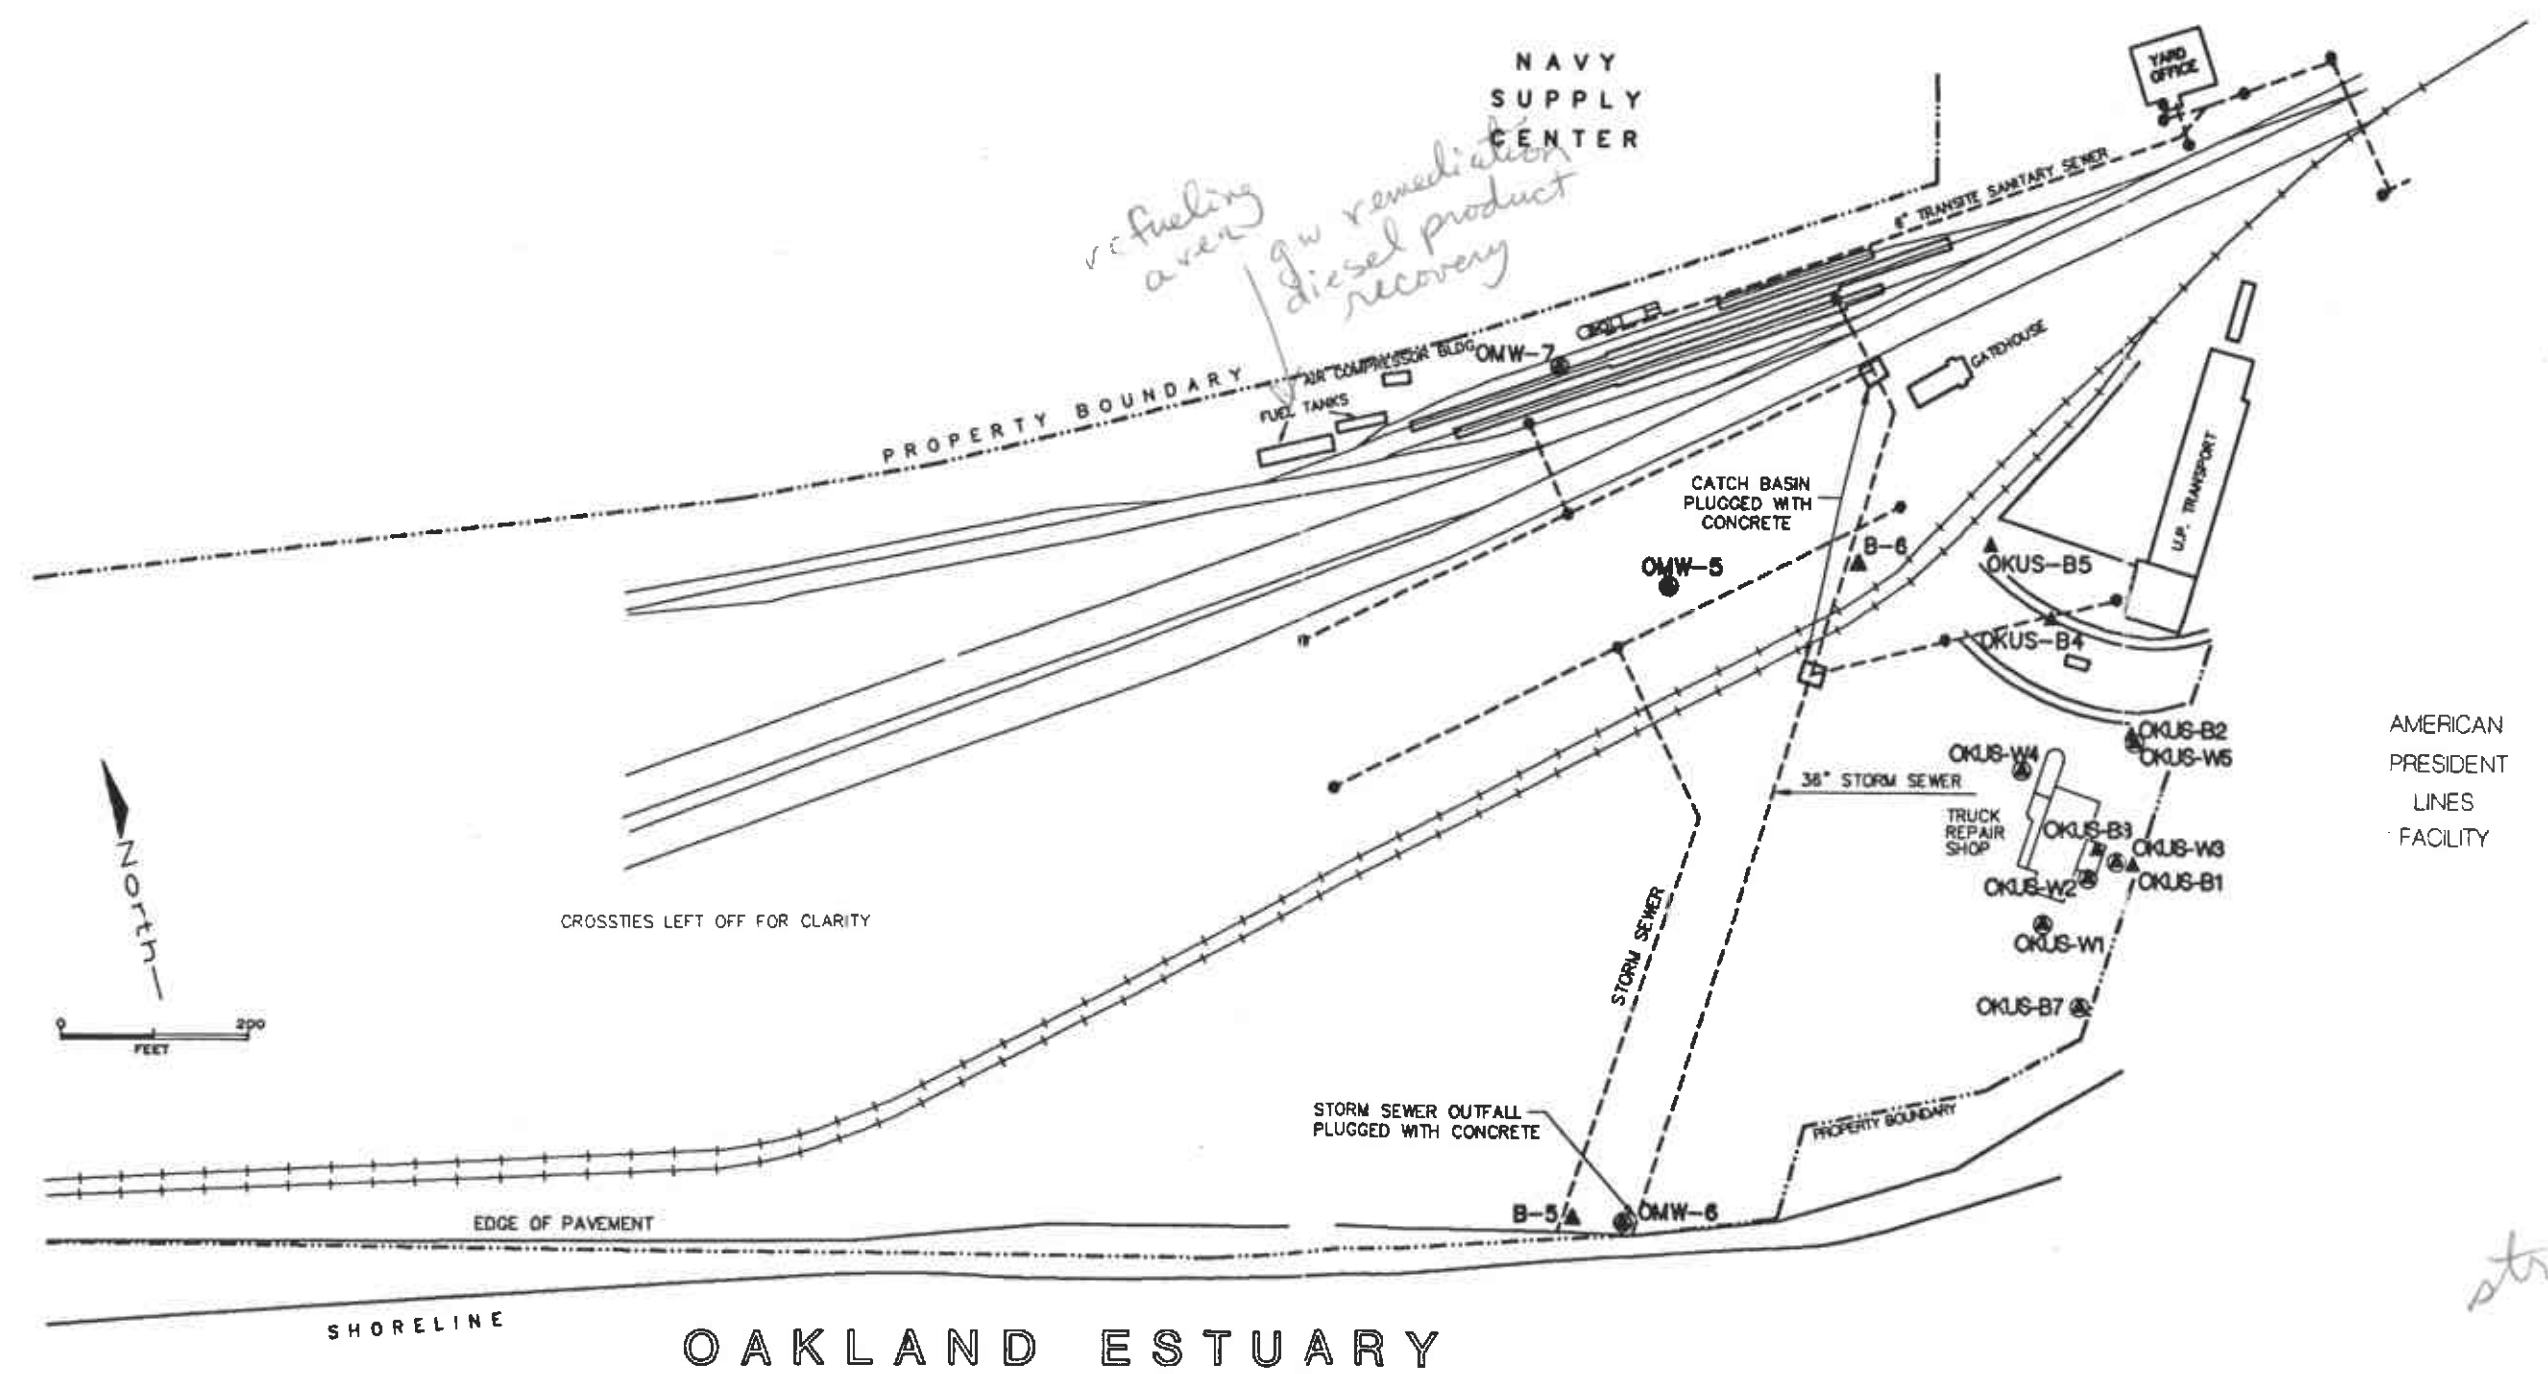 NAVY
SUPPLY
CENTER
YARD
OFFICE
refueling
area
gw remediation
diesel product
recovery
TRANSITE SANITARY SEWER
PROPERTY BOUNDARY
AIR COMPRESSOR BLDG
OMW-7
FUEL TANKS
GATEHOUSE
U.P. TRANSPORT
CATCH BASIN
PLUGGED WITH
CONCRETE
B-6
OMW-5
OKUS-B5
OKUS-B4
OKUS-B2
OKUS-W5
OKUS-W4
AMERICAN
PRESIDENT
LINES
FACILITY
36" STORM SEWER
TRUCK
REPAIR
SHOP
OKUS-B3
OKUS-W3
OKUS-B1
OKUS-W2
OKUS-W1
OKUS-B7
North
0 200
FEET
CROSSTIES LEFT OFF FOR CLARITY
STORM SEWER
STORM SEWER OUTFALL
PLUGGED WITH CONCRETE
PROPERTY BOUNDARY
B-5
OMW-6
EDGE OF PAVEMENT
SHORELINE
OAKLAND ESTUARY